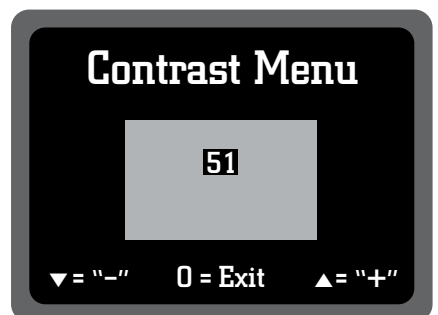 Contrast Menu
51
▼= “-” 0 = Exit ▲= “+”